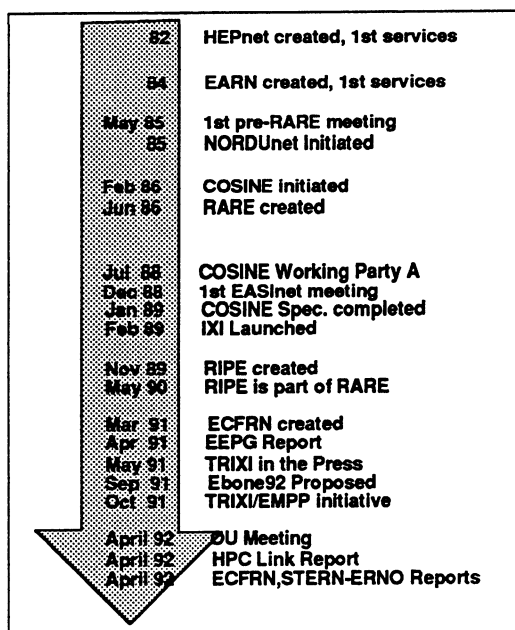 82 HEPnet created, 1st services
84 EARN created, 1st services
May 85 1st pre-RARE meeting
85 NORDUnet Initiated
Feb 86 COSINE initiated
Jun 86 RARE created
Jul 88 COSINE Working Party A
Dec 88 1st EASInet meeting
Jan 89 COSINE Spec. completed
Feb 89 IXI Launched
Nov 89 RIPE created
May 90 RIPE is part of RARE
Mar 91 ECFRN created
Apr 91 EEPG Report
May 91 TRIXI in the Press
Sep 91 Ebone92 Proposed
Oct 91 TRIXI/EMPP initiative
April 92 OU Meeting
April 92 HPC Link Report
April 92 ECFRN,STERN-ERNO Reports